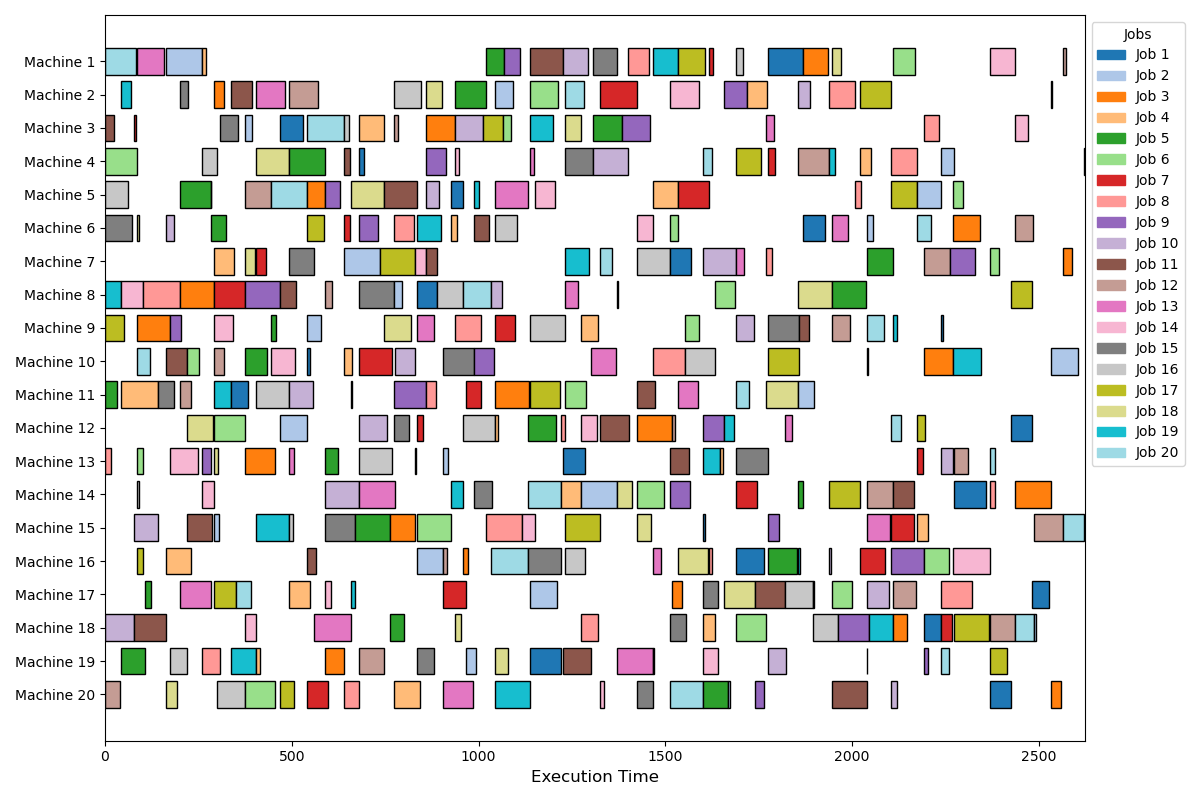 Machine 1
Machine 2
Machine 3
Machine 4
Machine 5
Machine 6
Machine 7
Machine 8
Machine 9
Machine 10
Machine 11
Machine 12
Machine 13
Machine 14
Machine 15
Machine 16
Machine 17
Machine 18
Machine 19
Machine 20
0 500 1000 1500 2000 2500
Execution Time
Jobs
Job 1
Job 2
Job 3
Job 4
Job 5
Job 6
Job 7
Job 8
Job 9
Job 10
Job 11
Job 12
Job 13
Job 14
Job 15
Job 16
Job 17
Job 18
Job 19
Job 20